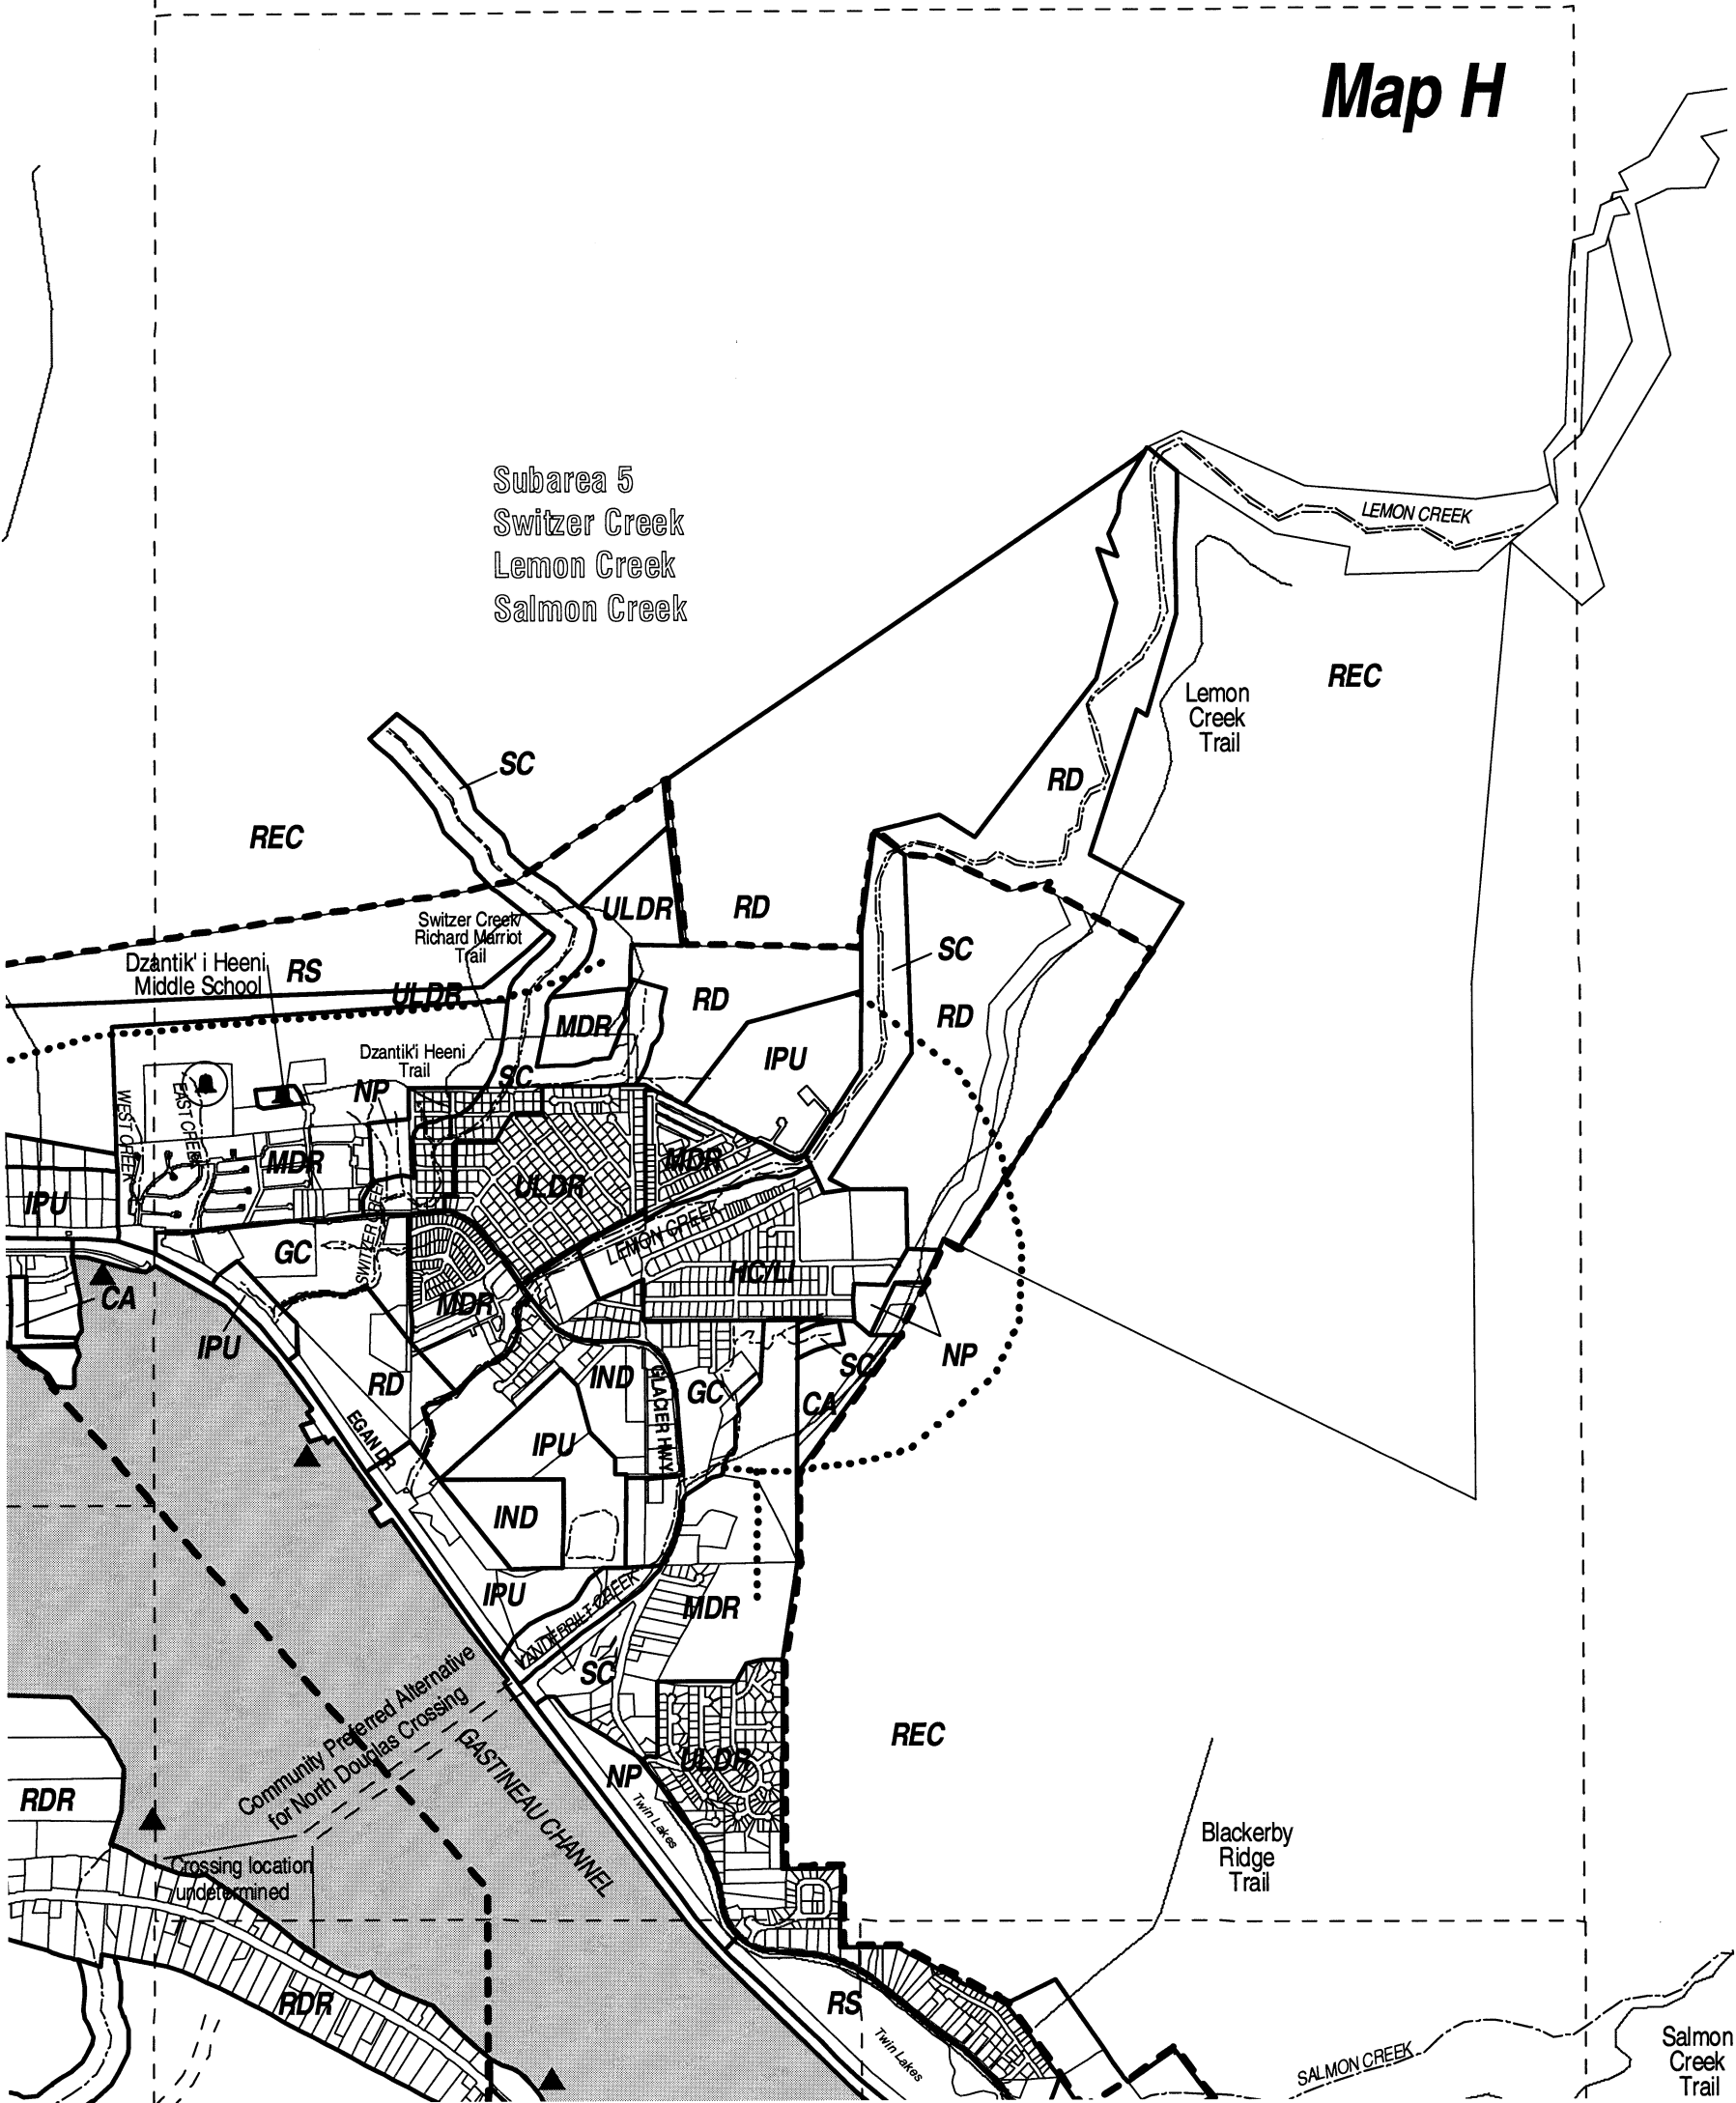 Map H
Subarea 5
Switzer Creek
Lemon Creek
Salmon Creek
LEMON CREEK
REC
Lemon
Creek
Trail
SC
RD
REC
ULDR
RD
Switzer Creek/
Richard Marriot
Trail
SC
Dzantik' i Heeni
Middle School
RS
ULDR
RD
MDR
RD
Dzantik'i Heeni
Trail
IPU
SC
NP
WEST CREEK
EAST CREEK
MDR
MDR
ULDR
IPU
SWITZER CREEK
LEMON CREEK
GC
HC/LI
CA
MDR
IPU
NP
SC
IND
RD
GC
GLACIER HWY
CA
EGAN DR
IPU
IND
IPU
VANDERBILT CREEK
MDR
SC
Community Preferred Alternative
for North Douglas Crossing
GASTINEAU CHANNEL
REC
ULDR
NP
Twin Lakes
RDR
Blackerby
Ridge
Trail
Crossing location
undetermined
RDR
RS
Twin Lakes
SALMON CREEK
Salmon
Creek
Trail